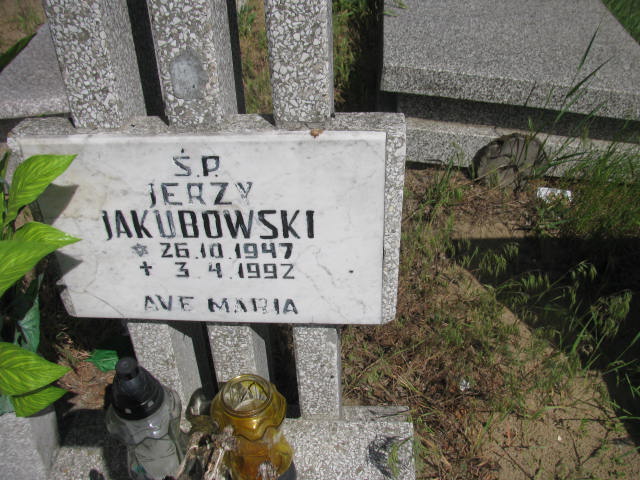 Ś.P.
JERZY
JAKUBOWSKI
* 26.10.1947
✝ 3.4.1992
AVE MARIA